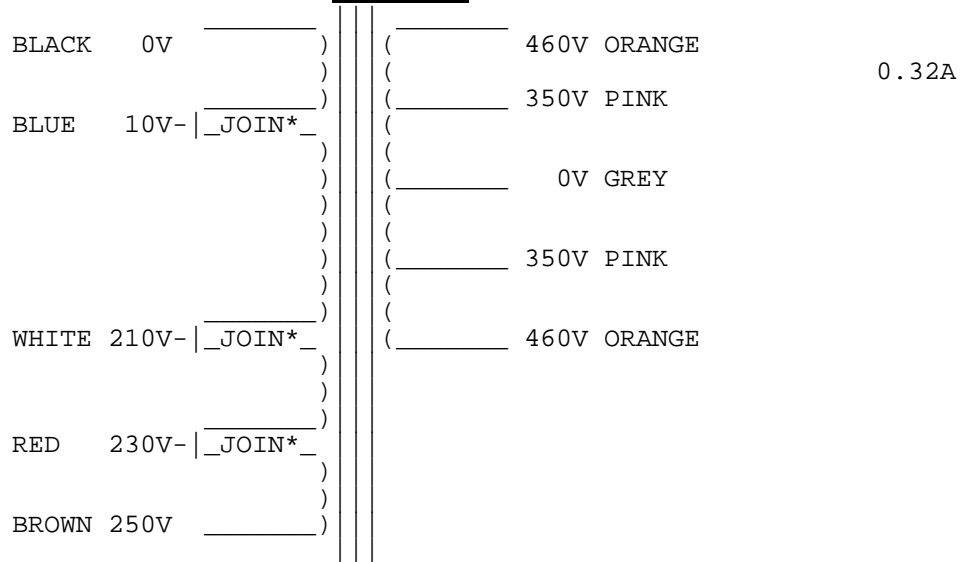 BLACK 0V 460V ORANGE
0.32A
350V PINK
BLUE 10V-|_JOIN*_
0V GREY
350V PINK
WHITE 210V-|_JOIN*_ 460V ORANGE
RED 230V-|_JOIN*_
BROWN 250V